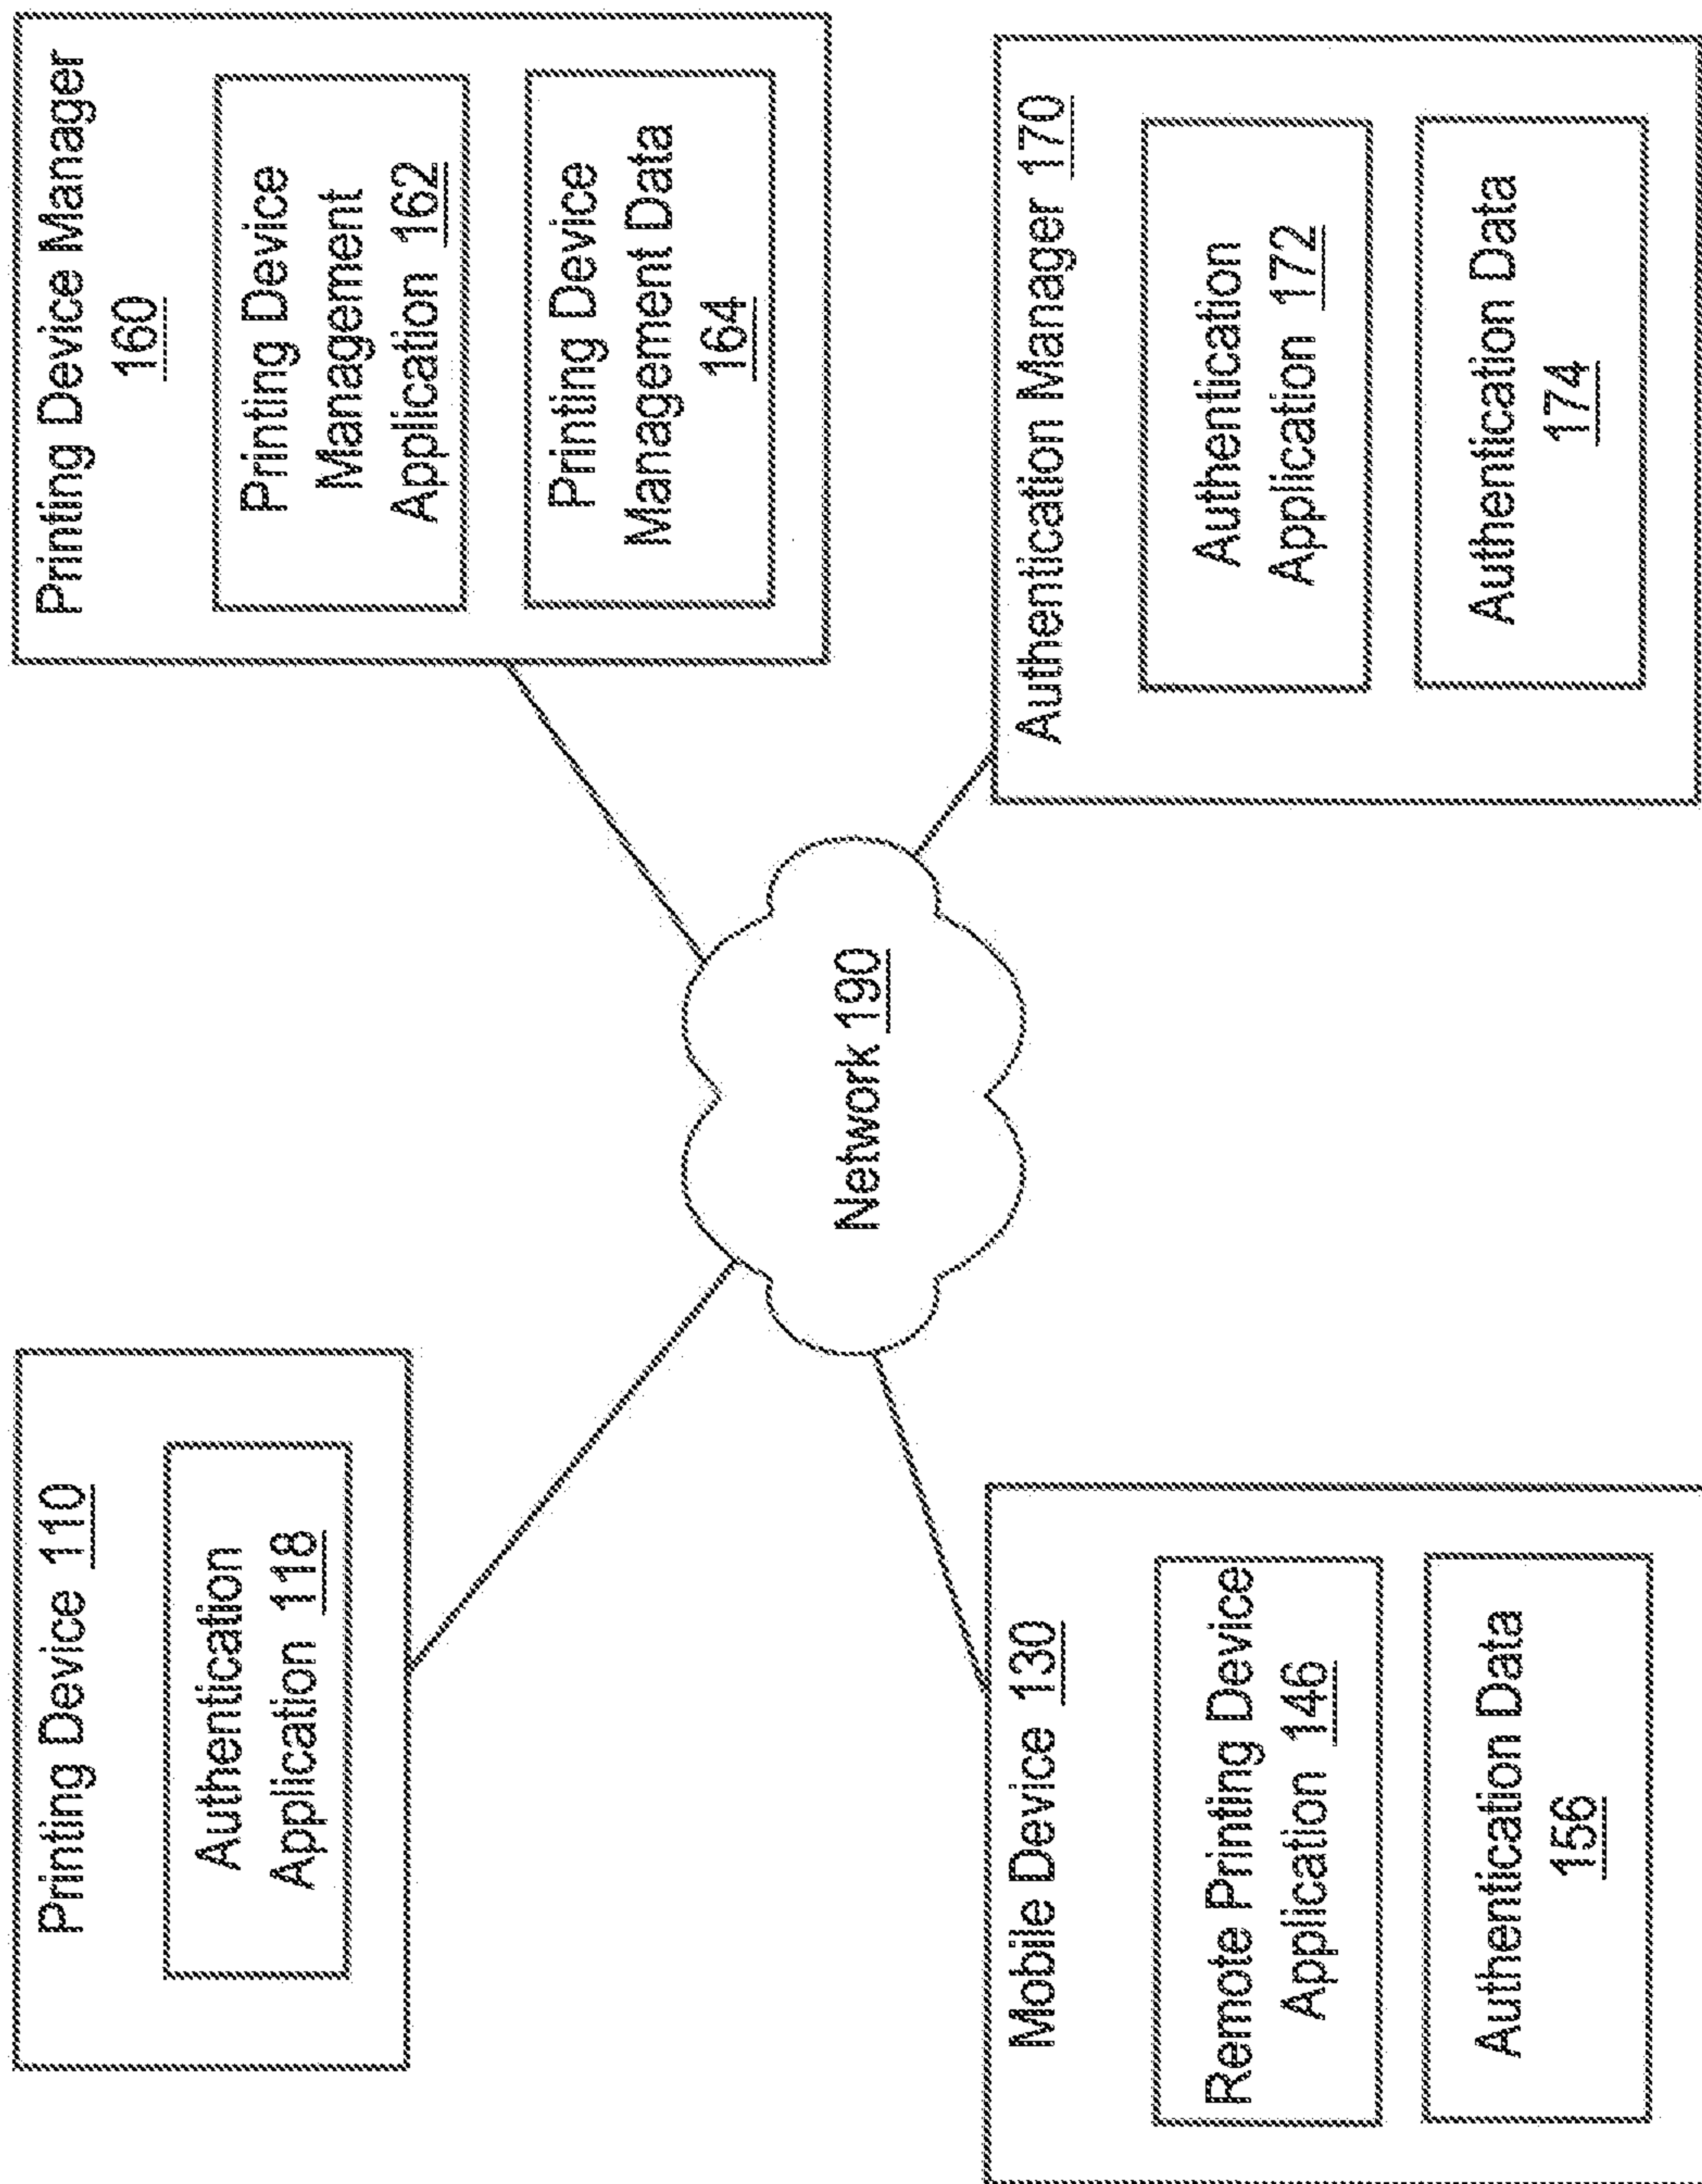 Printing Device 110
Authentication
Application 118
Printing Device Manager
160
Printing Device
Management
Application 162
Printing Device
Management Data
164
Network 190
Mobile Device 130
Remote Printing Device
Application 146
Authentication Data
156
Authentication Manager 170
Authentication
Application 172
Authentication Data
174